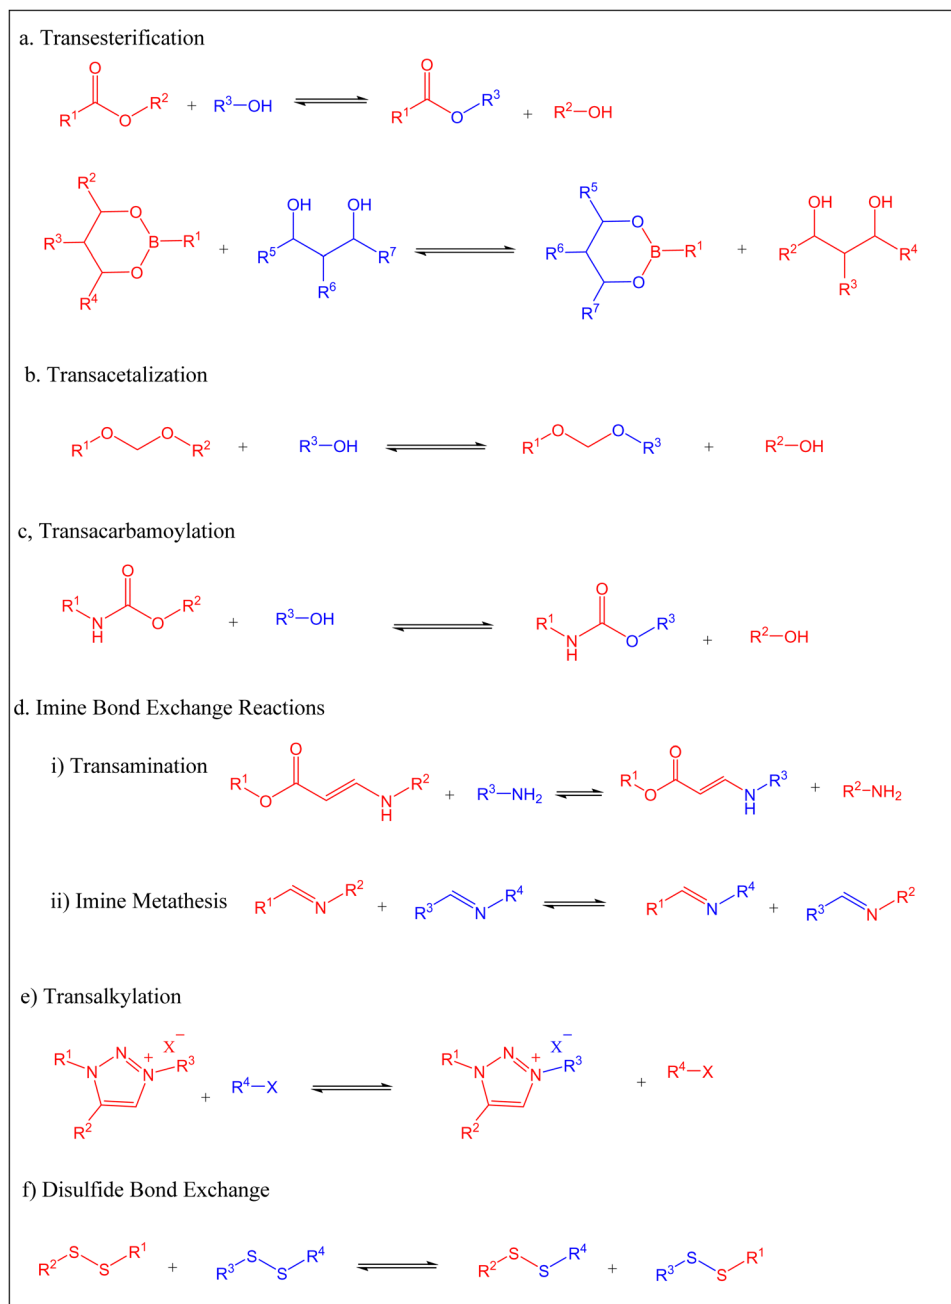 a. Transesterification
O
R¹ O R² + R³—OH R¹ O O R³ + R²—OH
R² O B R¹ R³ O R⁴ + OH OH R⁵ R⁷ R⁶ R⁵ O B R¹ R⁶ O R⁷ + OH OH R² R⁴ R³
b. Transacetalization
R¹ O O R² + R³—OH R¹ O O R³ + R²—OH
c, Transacarbamoylation
R¹ N H O O R² + R³—OH R¹ N H O O R³ + R²—OH
d. Imine Bond Exchange Reactions
i) Transamination R¹ O O N H R² + R³—NH₂ R¹ O O N H R³ + R²—NH₂
ii) Imine Metathesis R¹ N R² + R³ N R⁴ R¹ N R⁴ + R³ N R²
e) Transalkylation
R¹ N N N + X − R³ R² + R⁴—X R¹ N N N + X − R³ R² + R⁴—X
f) Disulfide Bond Exchange
R² S S R¹ + R³ S S R⁴ R² S S R⁴ + R³ S S R¹